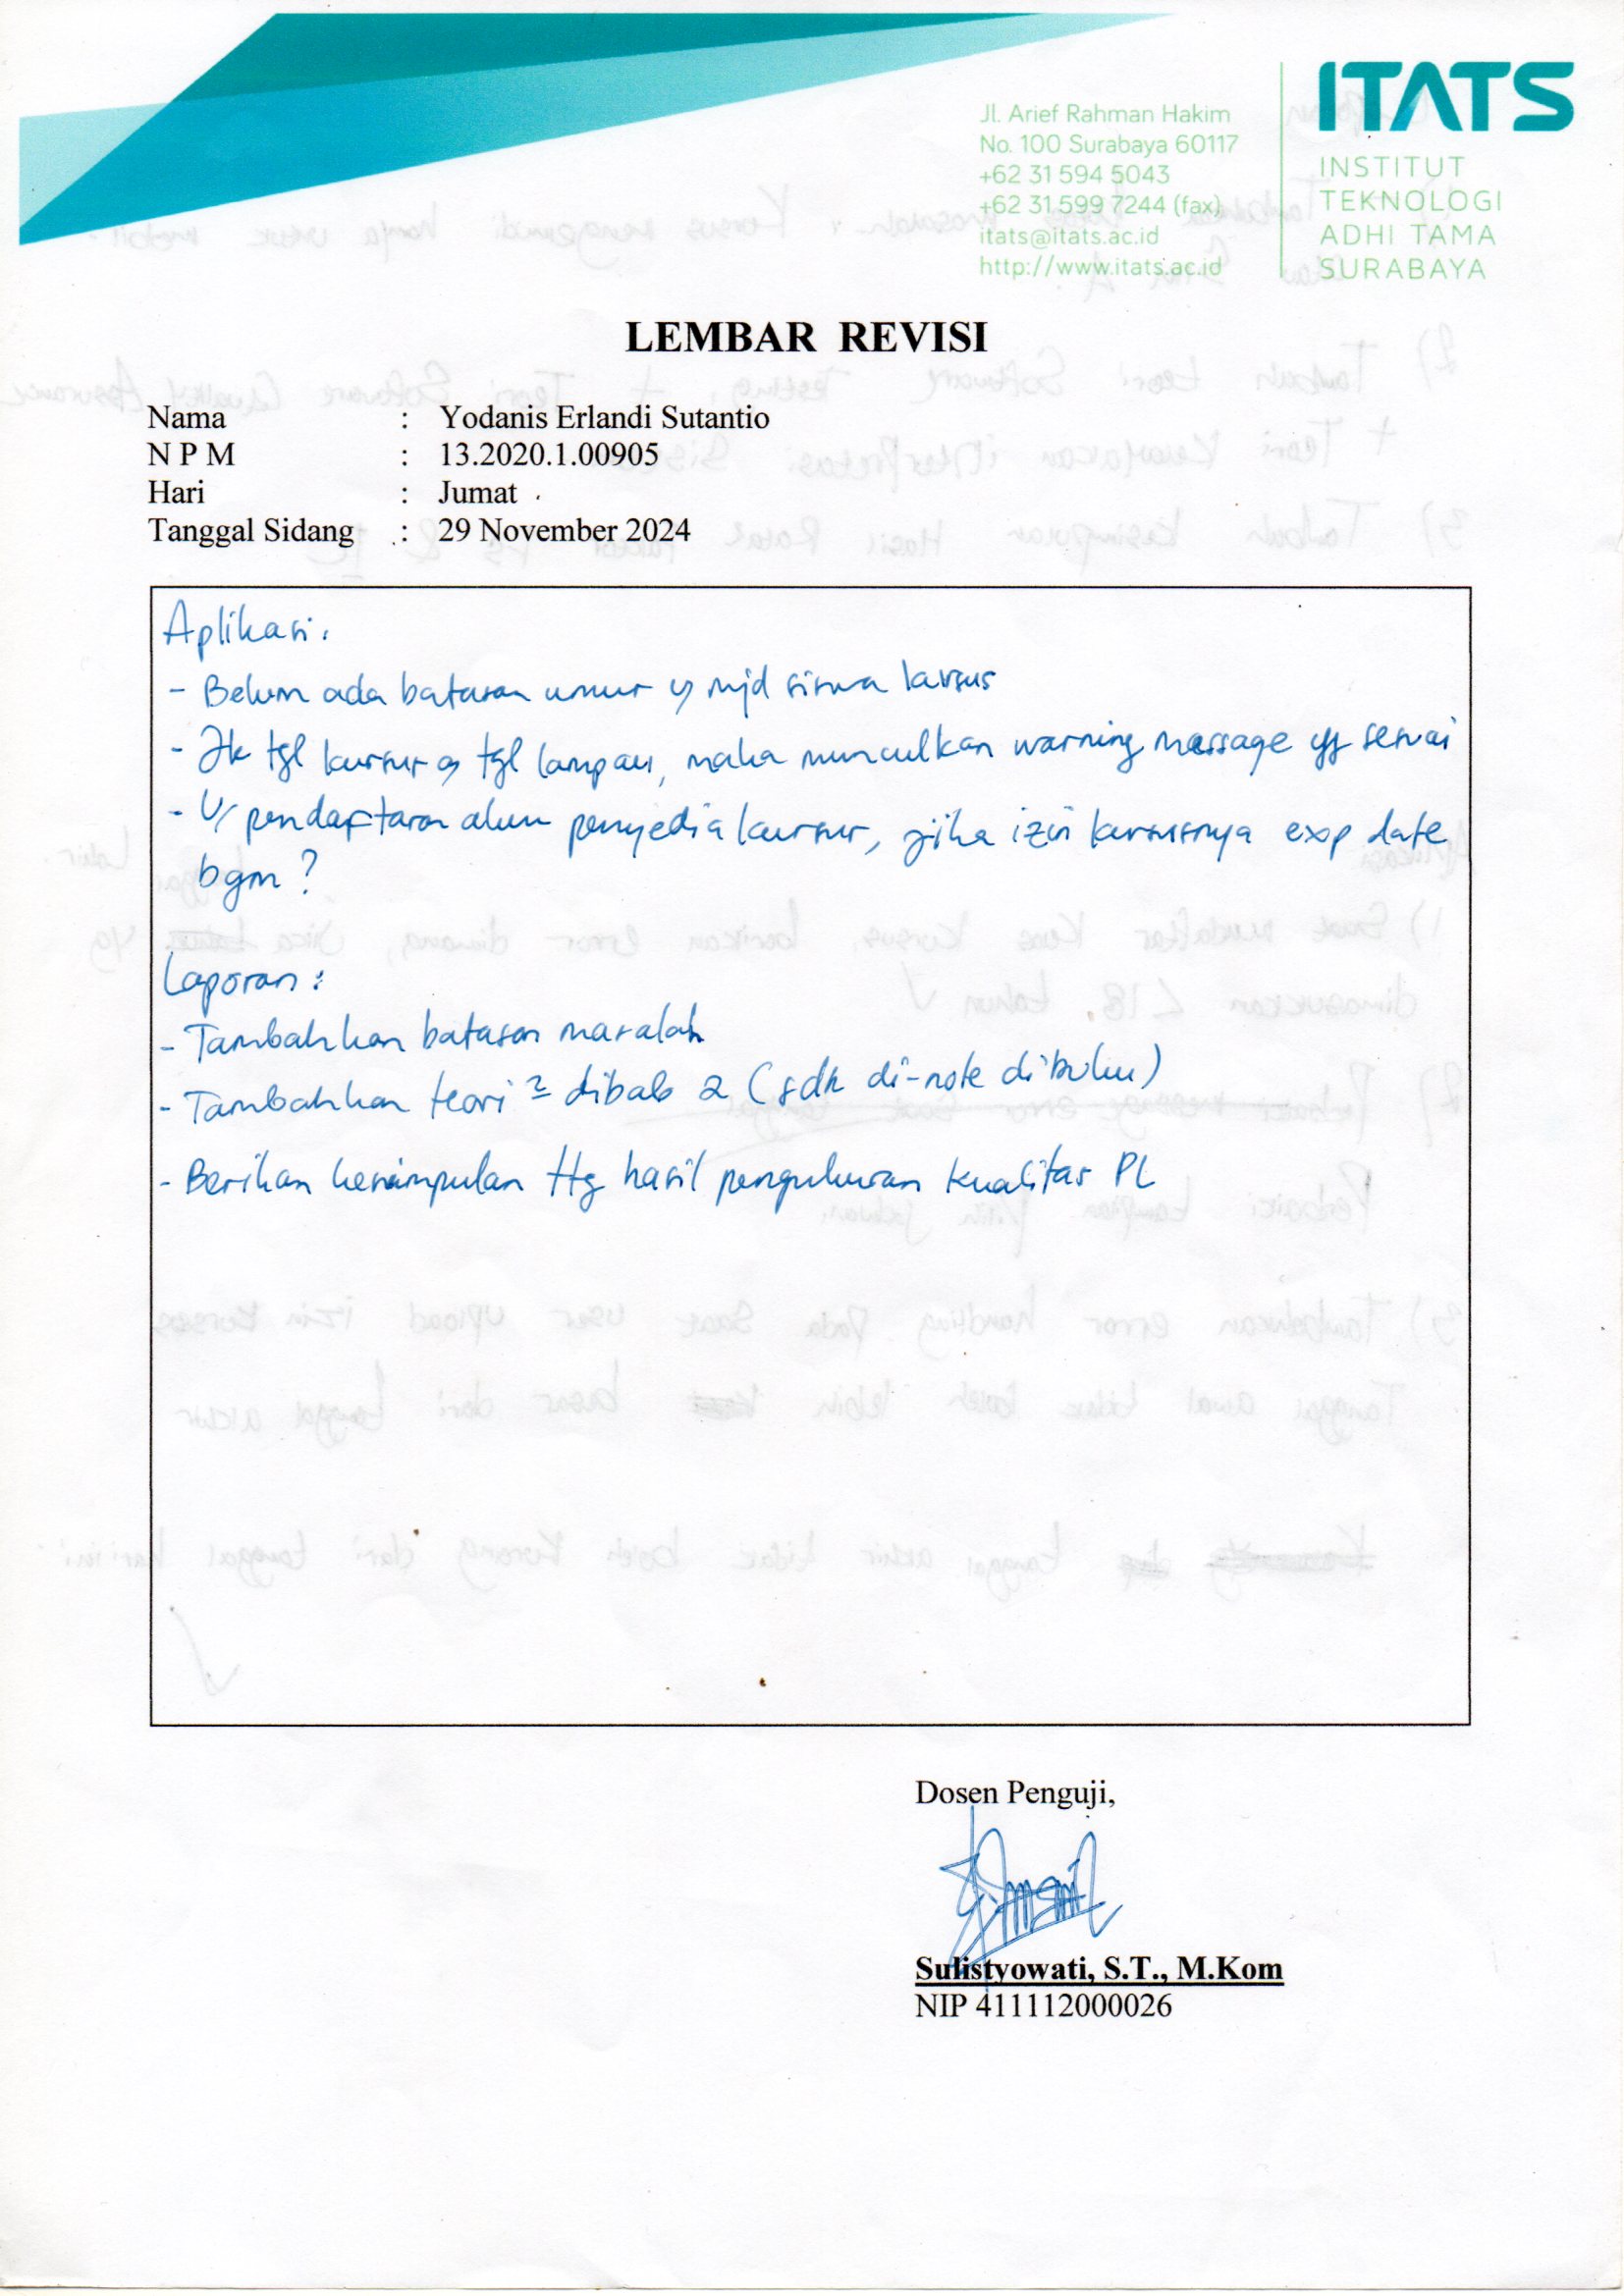 ITATS
INSTITUT
TEKNOLOGI
ADHI TAMA
SURABAYA
Jl. Arief Rahman Hakim
No. 100 Surabaya 60117
+62 31 594 5043
+62 31 599 7244 (fax)
itats@itats.ac.id
http://www.itats.ac.id
LEMBAR REVISI
Nama : Yodanis Erlandi Sutantio
N P M : 13.2020.1.00905
Hari : Jumat
Tanggal Sidang : 29 November 2024
Aplikasi.
- Belum ada batasan umur y mjd siswa kursus
- Jk tgl kursus tgl lampau, maka munculkan warning massage yg sesuai
- U/ pendaftaran akun penyedia kursus, jika izin kursusnya exp date
bgm ?
Laporan :
- Tambahkan batasan masalah
- Tambahkan teori ² dibab 2 (sdh di-note dibuku)
- Berikan kesimpulan ttg hasil pengukuran kualitas PL
Dosen Penguji,
Sulistyowati, S.T., M.Kom
NIP 411112000026